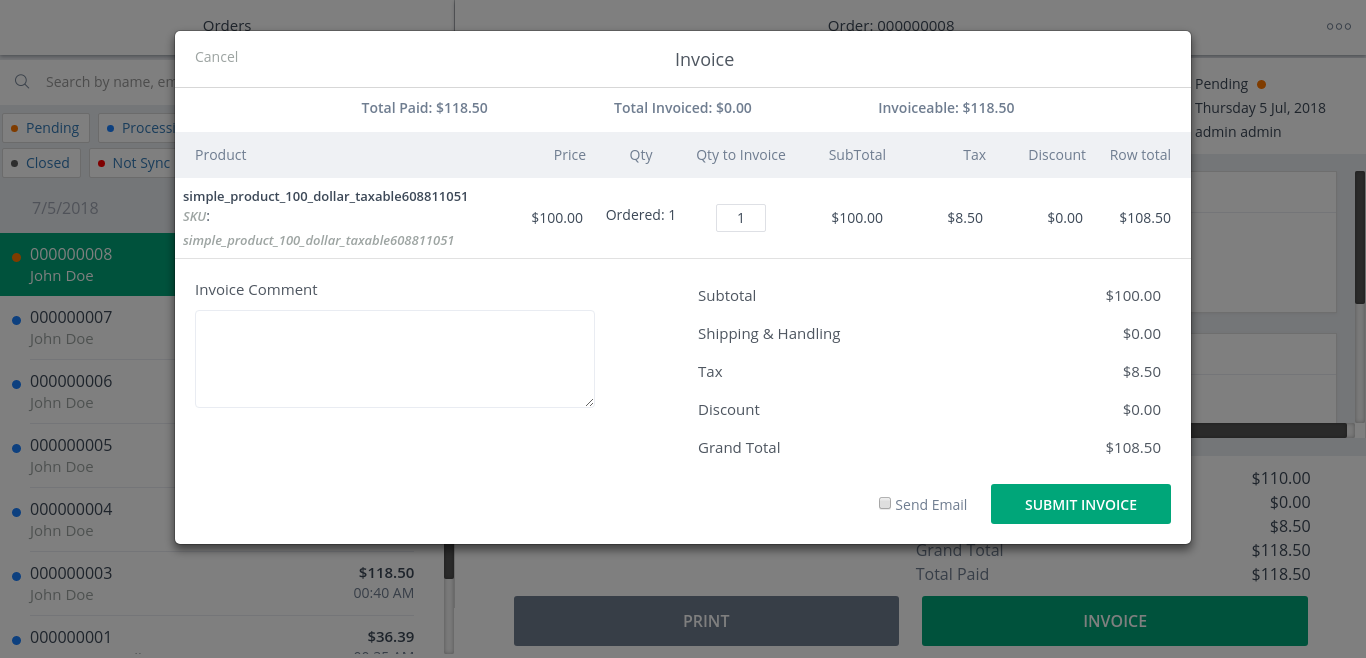 Orders
Order: 000000008
Search by name, em
Pending
Processi
Closed
Not Sync
7/5/2018
000000008
John Doe
000000007
John Doe
000000006
John Doe
000000005
John Doe
000000004
John Doe
000000003 $118.50
John Doe 00:40 AM
000000001 $36.39
Cancel
Invoice
Total Paid: $118.50 Total Invoiced: $0.00 Invoiceable: $118.50
Product Price Qty Qty to Invoice SubTotal Tax Discount Row total
simple_product_100_dollar_taxable608811051
SKU:
simple_product_100_dollar_taxable608811051
$100.00 Ordered: 1 1 $100.00 $8.50 $0.00 $108.50
Invoice Comment
Subtotal $100.00
Shipping & Handling $0.00
Tax $8.50
Discount $0.00
Grand Total $108.50
Send Email
SUBMIT INVOICE
Pending
Thursday 5 Jul, 2018
admin admin
$110.00
$0.00
$8.50
Grand Total $118.50
Total Paid $118.50
PRINT
INVOICE